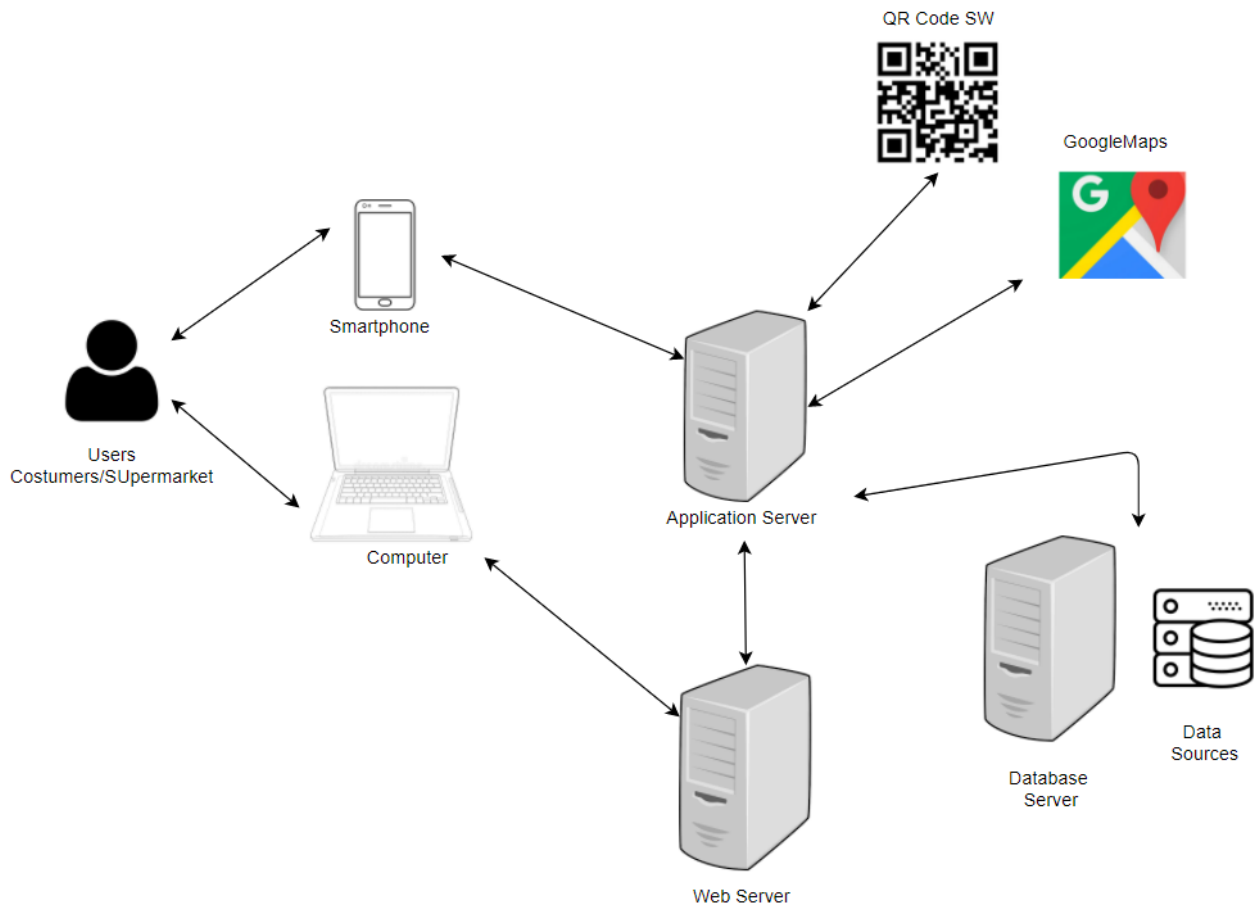 QR Code SW
GoogleMaps
G
Smartphone
Users
Costumers/SUpermarket
Computer
Application Server
Data
Sources
Database
Server
Web Server